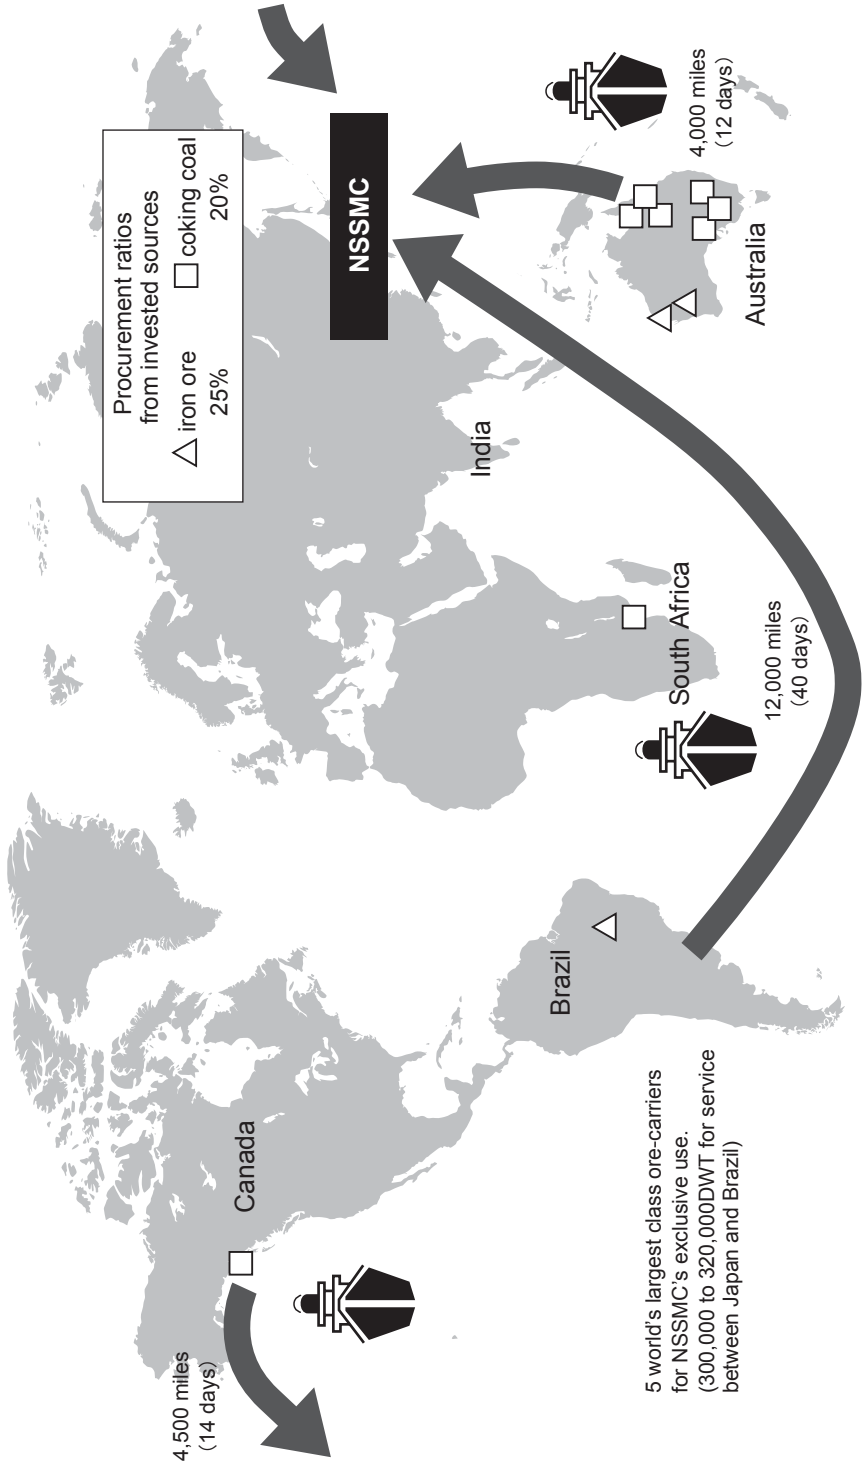 Procurement ratios
from invested sources
△ iron ore □ coking coal
25% 20%
NSSMC
4,500 miles
(14 days)
Canada
Brazil
South Africa
India
Australia
4,000 miles
(12 days)
12,000 miles
(40 days)
5 world's largest class ore-carriers
for NSSMC's exclusive use.
(300,000 to 320,000DWT for service
between Japan and Brazil)